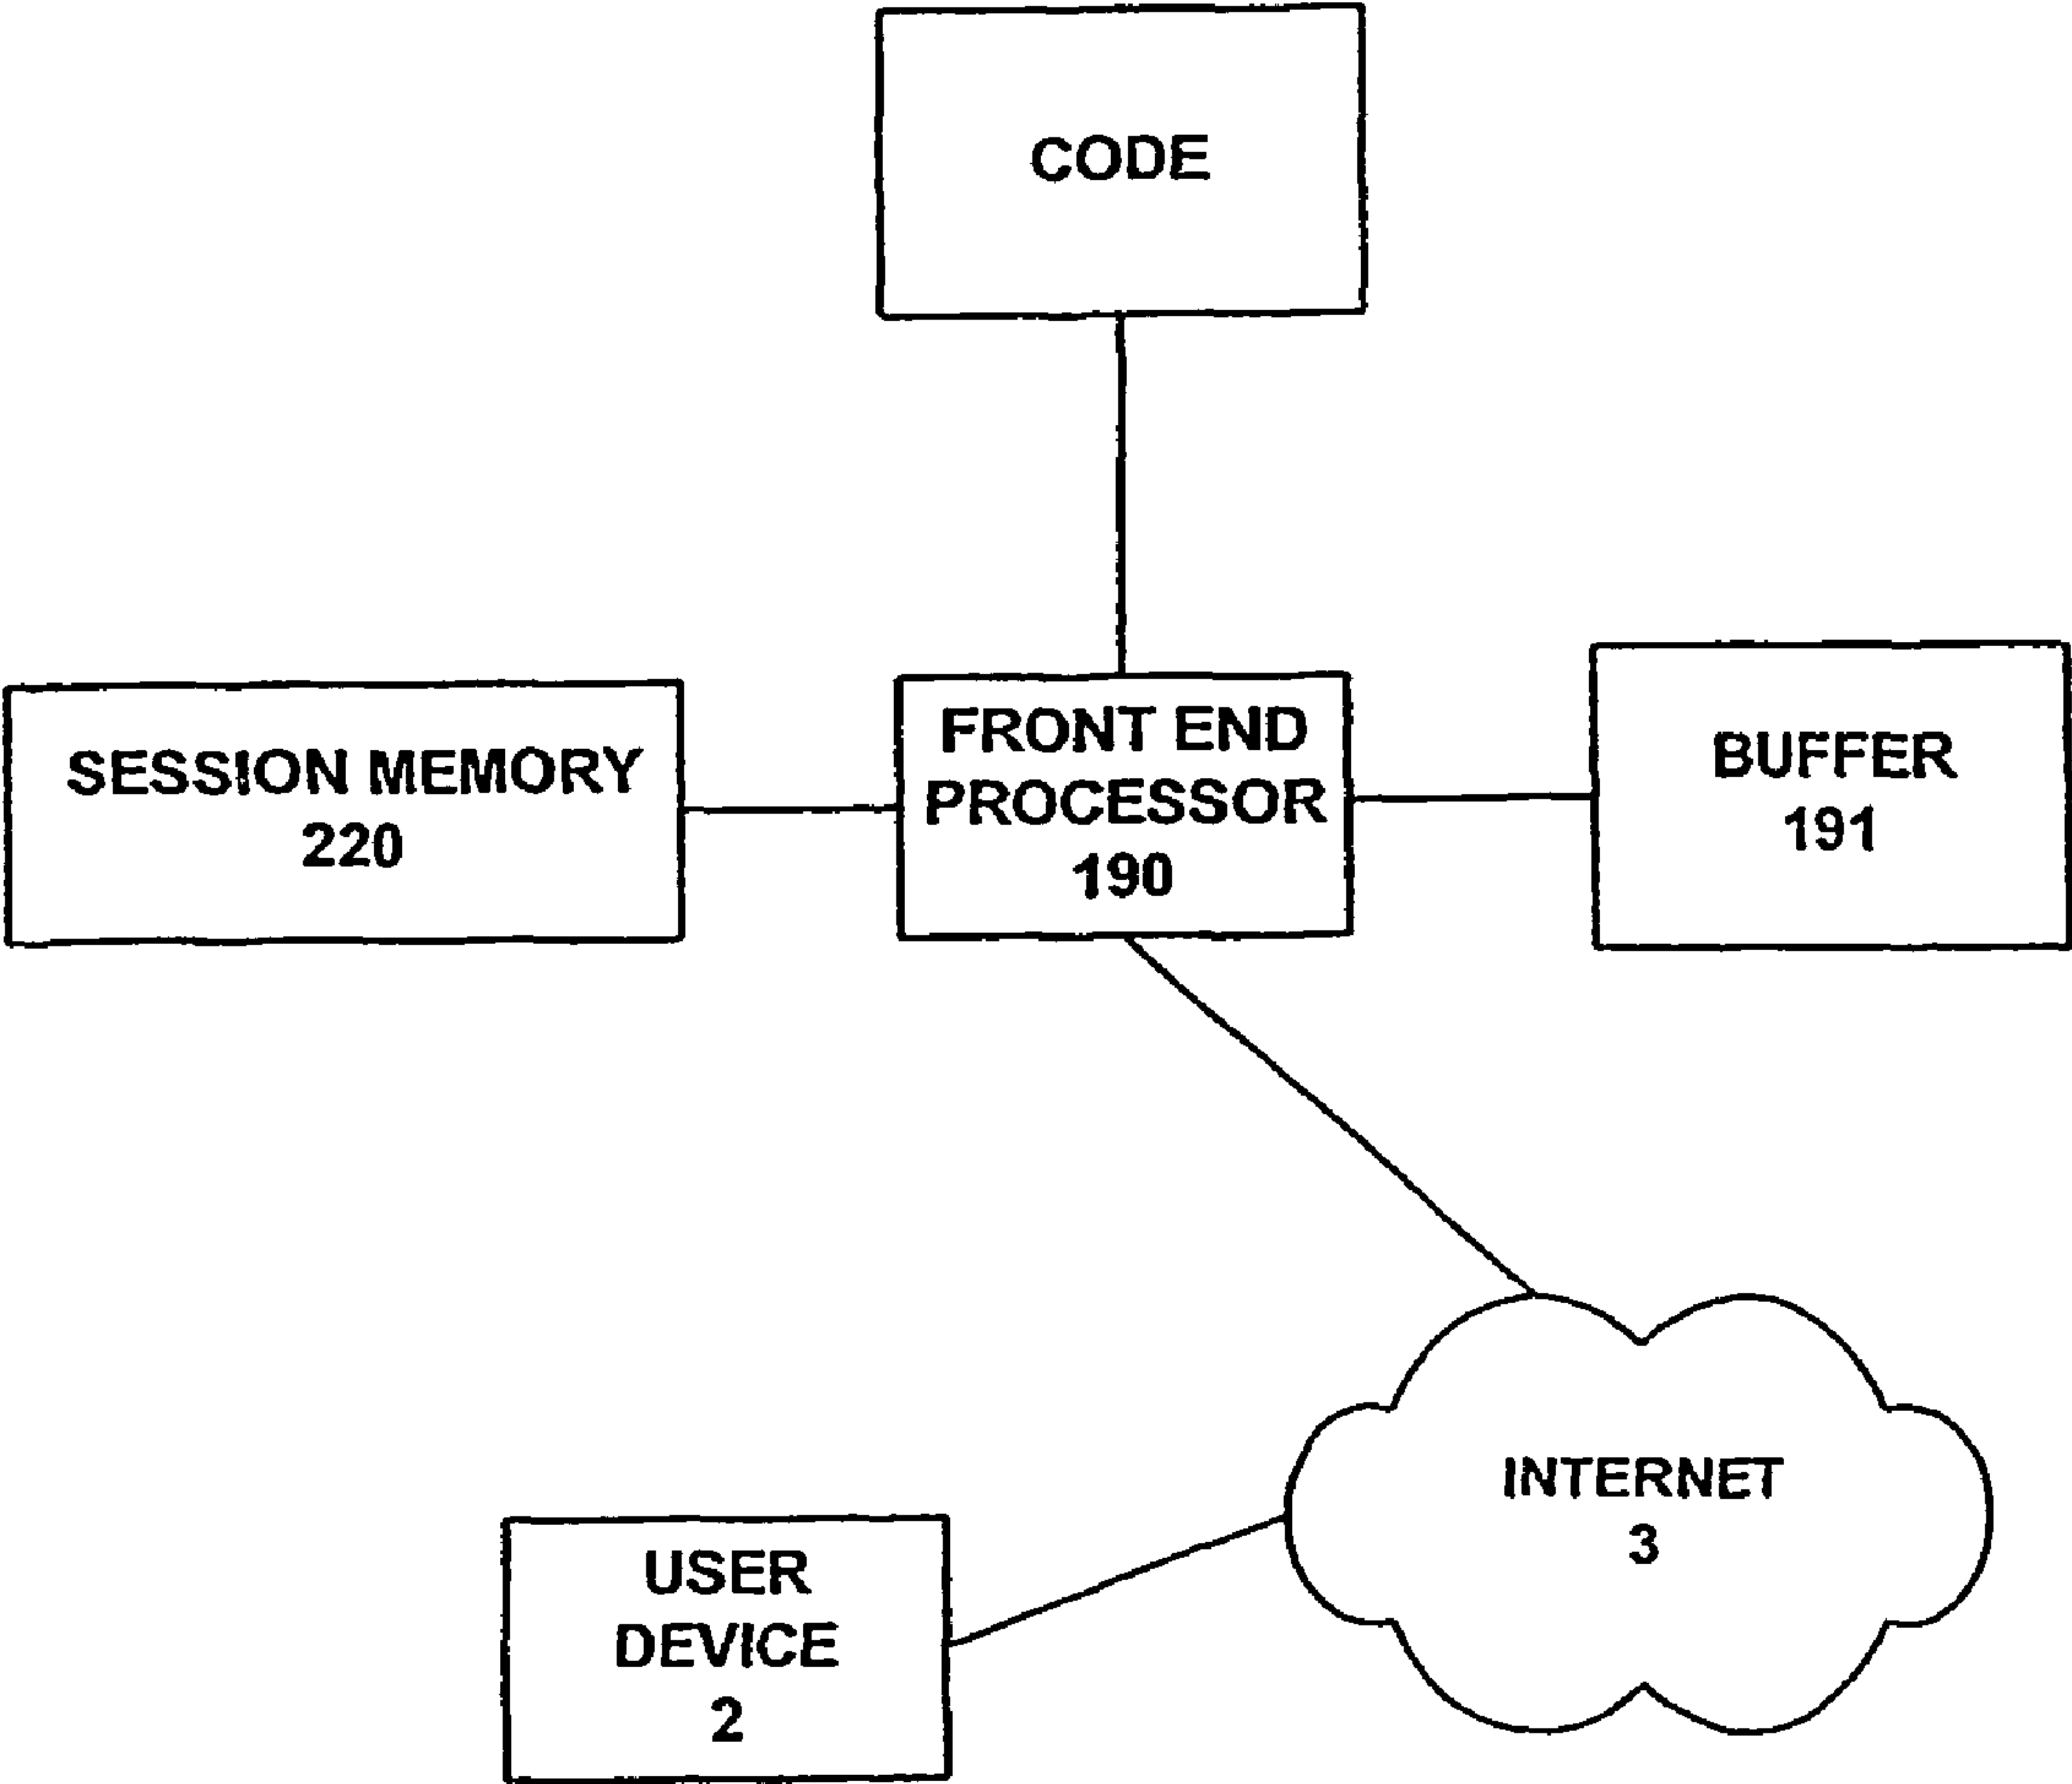 CODE
SESSION MEMORY
220
FRONT END
PROCESSOR
190
BUFFER
191
INTERNET
3
USER
DEVICE
2